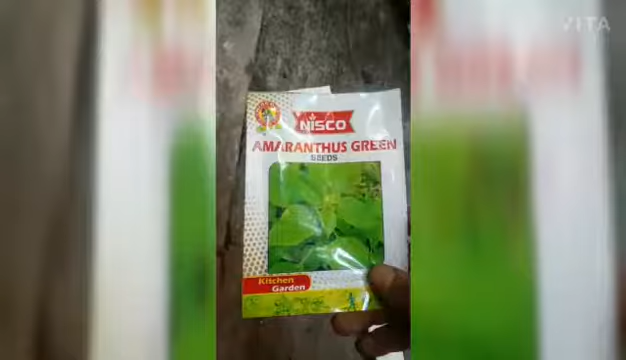 VITA
NISCO
AMARANTHUS GREEN
SEEDS
Kitchen
Garden